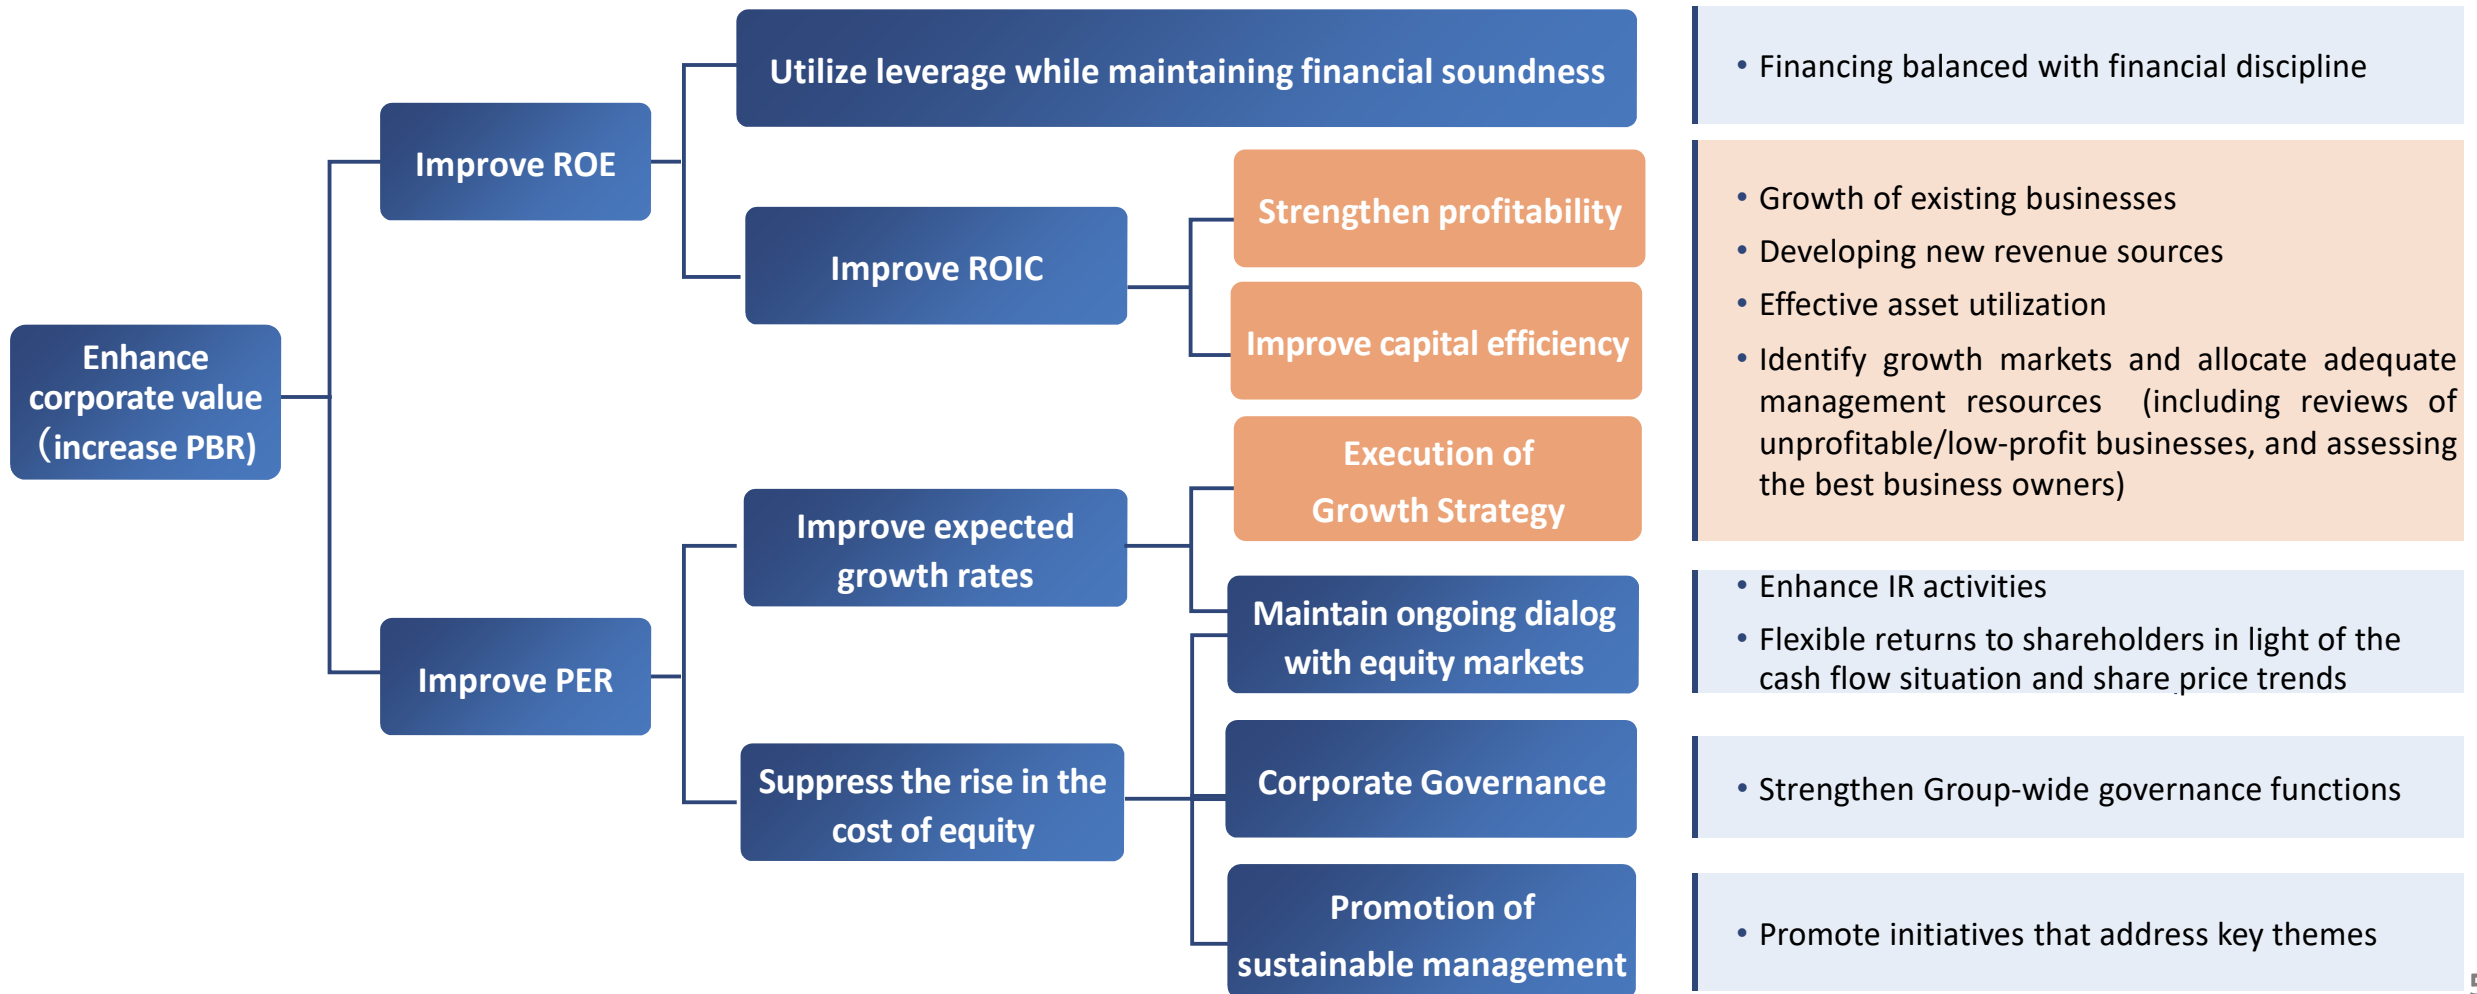 Enhance
corporate value
（increase PBR)
Improve ROE
Improve PER
Utilize leverage while maintaining financial soundness
Improve ROIC
Improve expected
growth rates
Suppress the rise in the
cost of equity
Strengthen profitability
Improve capital efficiency
Execution of
Growth Strategy
Maintain ongoing dialog
with equity markets
Corporate Governance
Promotion of
sustainable management
• Financing balanced with financial discipline
• Growth of existing businesses
• Developing new revenue sources
• Effective asset utilization
• Identify growth markets and allocate adequate
management resources (including reviews of
unprofitable/low-profit businesses, and assessing
the best business owners)
• Enhance IR activities
• Flexible returns to shareholders in light of the
cash flow situation and share price trends
• Strengthen Group-wide governance functions
• Promote initiatives that address key themes